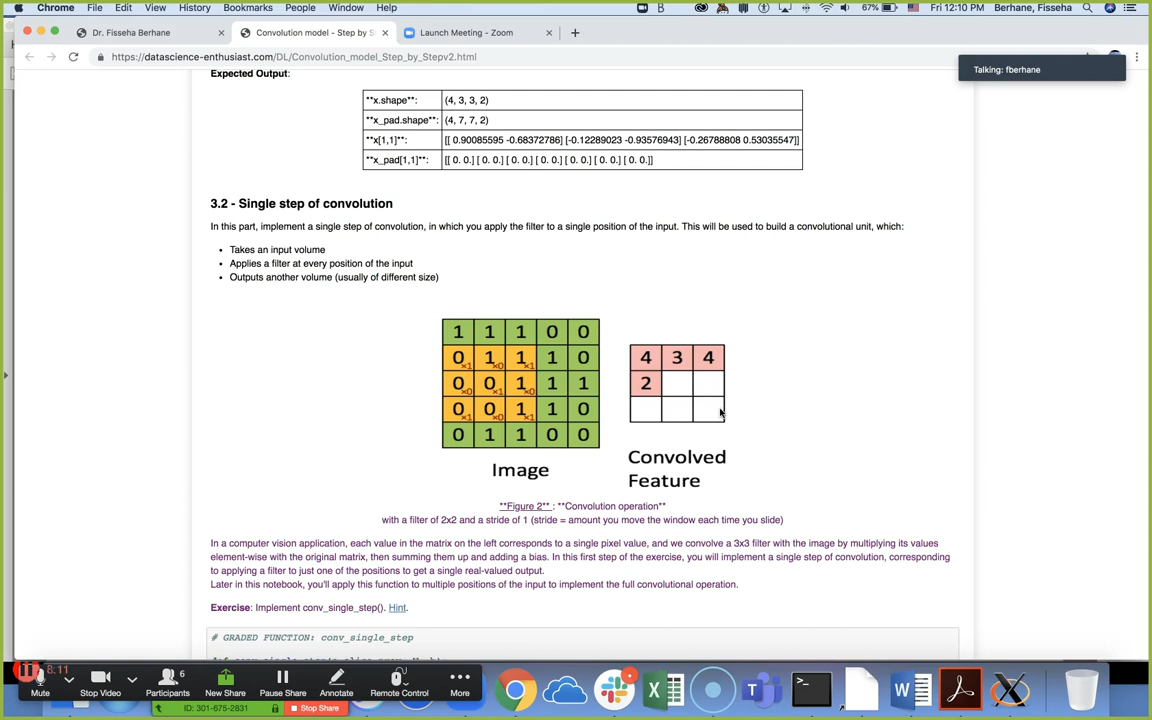 Chrome File Edit View History Bookmarks People Window Help 67% Fri 12:10 PM Berhane, Fisseha
Dr. Fisseha Berhane × Convolution model - Step by S × Launch Meeting - Zoom × +
https://datascience-enthusiast.com/DL/Convolution_model_Step_by_Stepv2.html
Talking: fberhane
Expected Output:
**x.shape**: (4, 3, 3, 2)
**x_pad.shape**: (4, 7, 7, 2)
**x[1,1]**: [[ 0.90085595 -0.68372786] [-0.12289023 -0.93576943] [-0.26788808 0.53035547]]
**x_pad[1,1]**: [[ 0. 0.] [ 0. 0.] [ 0. 0.] [ 0. 0.] [ 0. 0.] [ 0. 0.] [ 0. 0.]]
3.2 - Single step of convolution
In this part, implement a single step of convolution, in which you apply the filter to a single position of the input. This will be used to build a convolutional unit, which:
• Takes an input volume
• Applies a filter at every position of the input
• Outputs another volume (usually of different size)
1 1 1 0 0
0 ×1 1 ×0 1 ×1 1 0
0 ×0 0 ×1 1 ×0 1 1
0 ×1 0 ×0 1 ×1 1 0
0 1 1 0 0
Image
4 3 4
2
Convolved
Feature
**Figure 2** : **Convolution operation**
with a filter of 2x2 and a stride of 1 (stride = amount you move the window each time you slide)
In a computer vision application, each value in the matrix on the left corresponds to a single pixel value, and we convolve a 3x3 filter with the image by multiplying its values
element-wise with the original matrix, then summing them up and adding a bias. In this first step of the exercise, you will implement a single step of convolution, corresponding
to applying a filter to just one of the positions to get a single real-valued output.
Later in this notebook, you'll apply this function to multiple positions of the input to implement the full convolutional operation.
Exercise: Implement conv_single_step(). Hint.
# GRADED FUNCTION: conv_single_step
8:11
6
Mute Stop Video Participants New Share Pause Share Annotate Remote Control More
ID: 301-675-2831 Stop Share